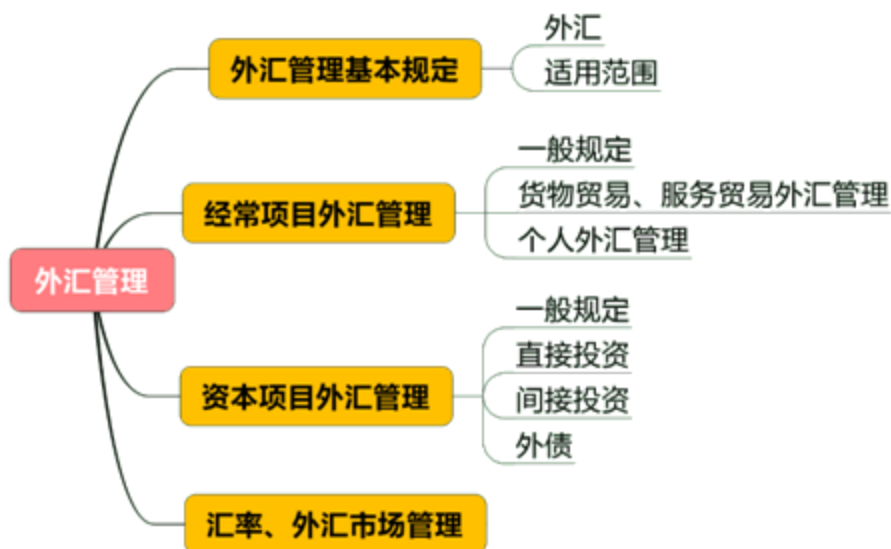 外汇管理
外汇管理基本规定
外汇
适用范围
经常项目外汇管理
一般规定
货物贸易、服务贸易外汇管理
个人外汇管理
资本项目外汇管理
一般规定
直接投资
间接投资
外债
汇率、外汇市场管理